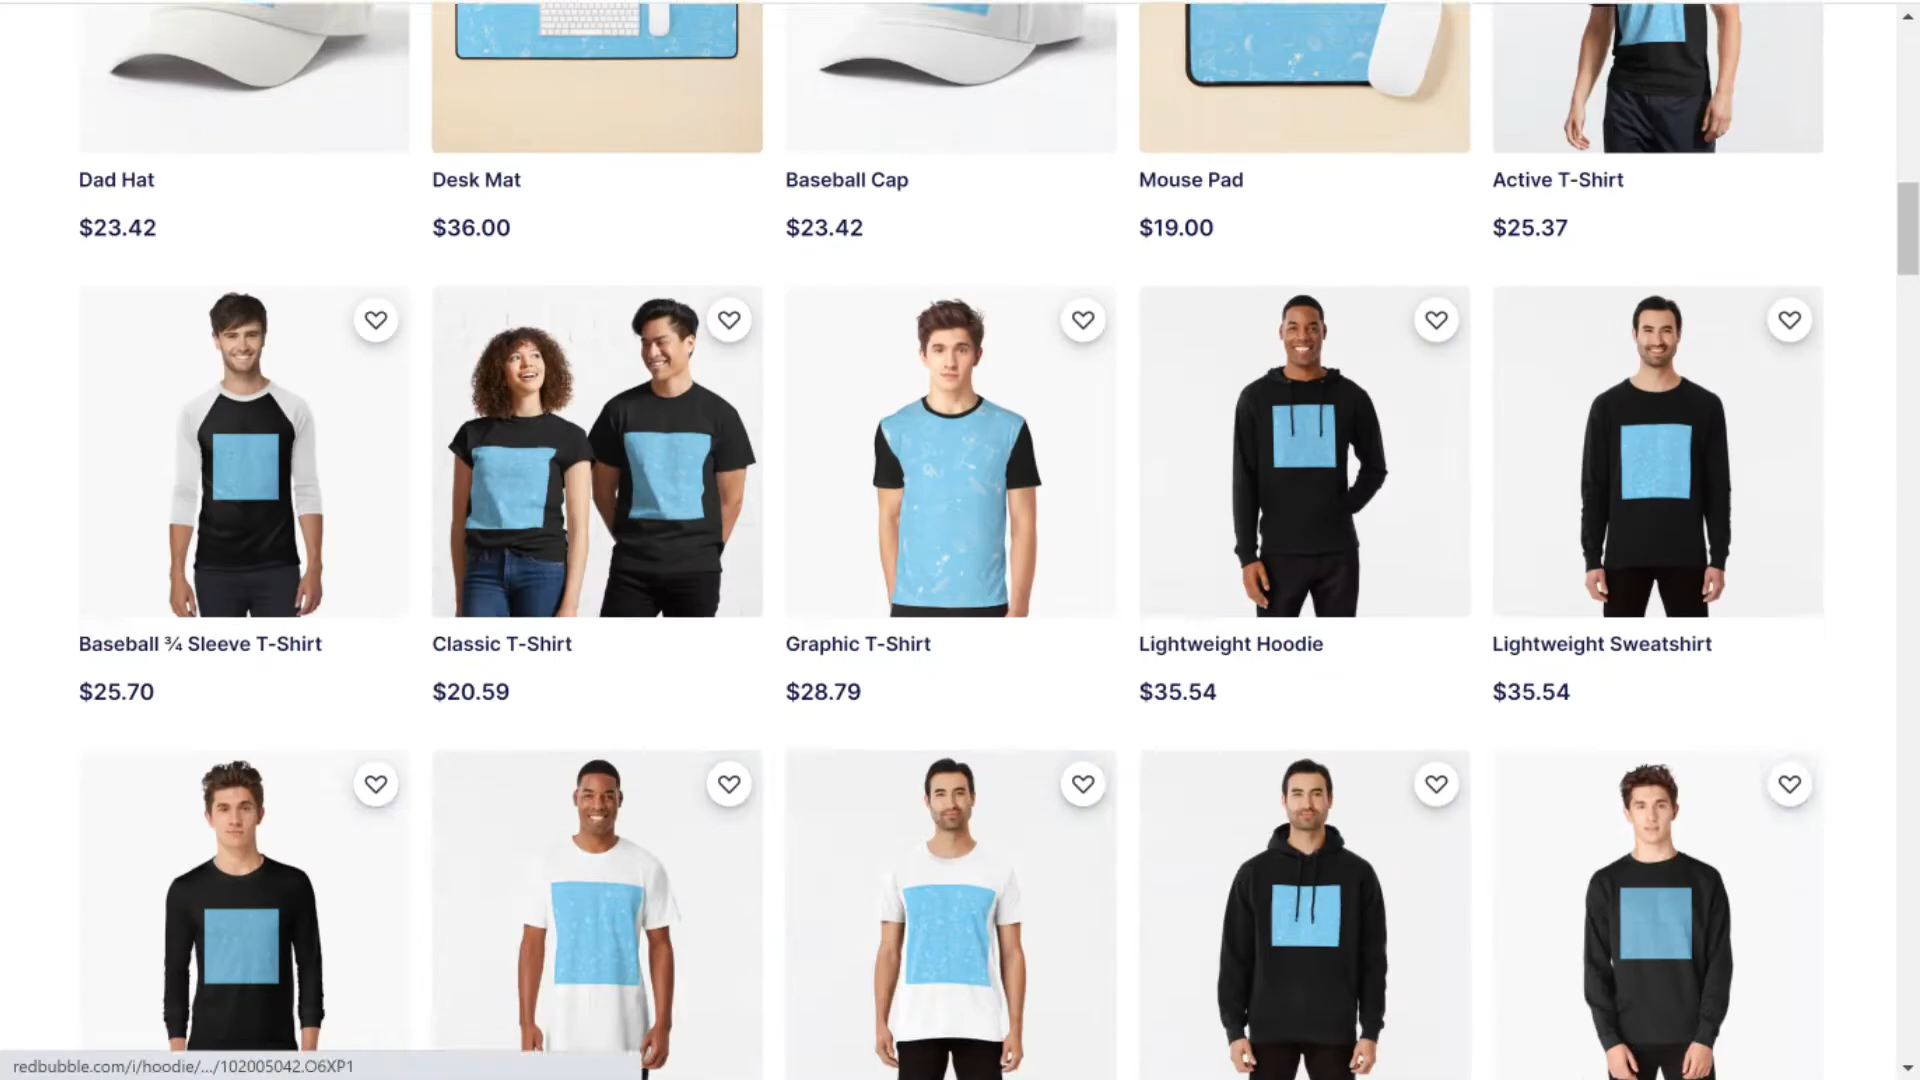 Dad Hat
Desk Mat
Baseball Cap
Mouse Pad
Active T-Shirt
$23.42
$36.00
$23.42
$19.00
$25.37
Baseball ¾ Sleeve T-Shirt
Classic T-Shirt
Graphic T-Shirt
Lightweight Hoodie
Lightweight Sweatshirt
$25.70
$20.59
$28.79
$35.54
$35.54
redbubble.com/i/hoodie/.../102005042.O6XP1